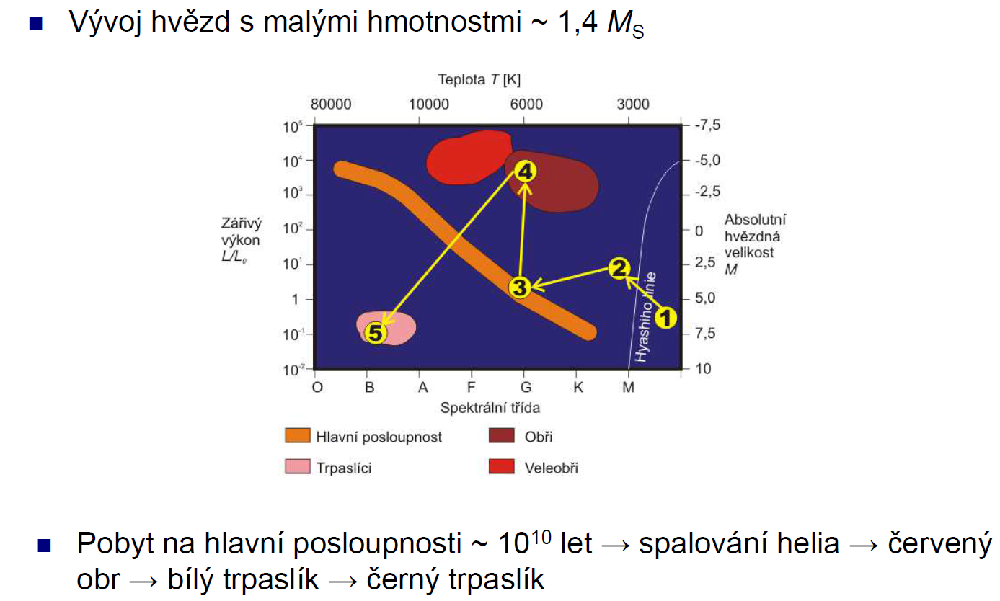 Vývoj hvězd s malými hmotnostmi ~ 1,4 MS
Teplota T [K]
80000 10000 6000 3000
10⁵ -7,5
10⁴ -5,0
10³ -2,5
10² 0
10¹ 2,5
1 5,0
10⁻¹ 7,5
10⁻² 10
Zářivý
výkon
L/L₀
Absolutní
hvězdná
velikost
M
4
2
3
1
5
Hyashiho linie
O B A F G K M
Spektrální třída
Hlavní posloupnost Obři
Trpaslíci Veleobři
Pobyt na hlavní posloupnosti ~ 10¹⁰ let → spalování helia → červený
obr → bílý trpaslík → černý trpaslík